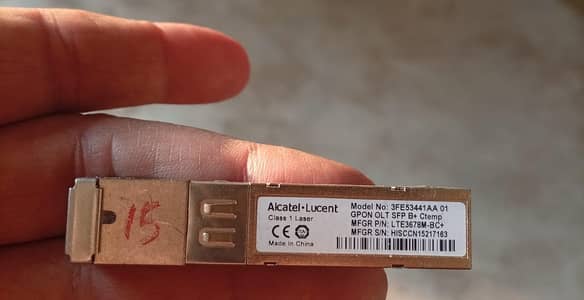 15
Alcatel•Lucent
Class 1 Laser
CE
Made in China
Model No: 3FE53441AA 01
GPON OLT SFP B+ Ctemp
MFGR P/N: LTE3678M-BC+
MFGR S/N: HISCCN15217163